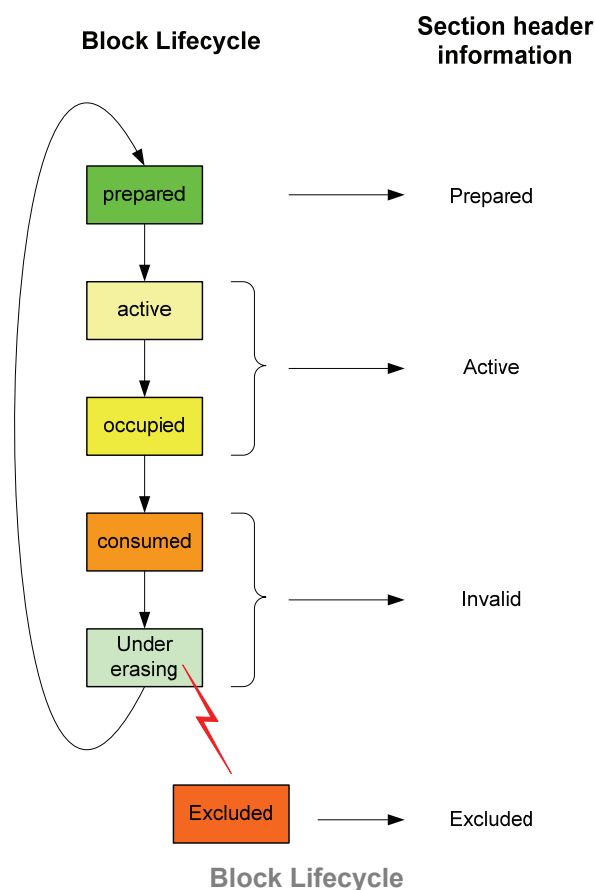 Block Lifecycle
Section header
information
prepared
Prepared
active
Active
occupied
consumed
Invalid
Under
erasing
Excluded
Excluded
Block Lifecycle